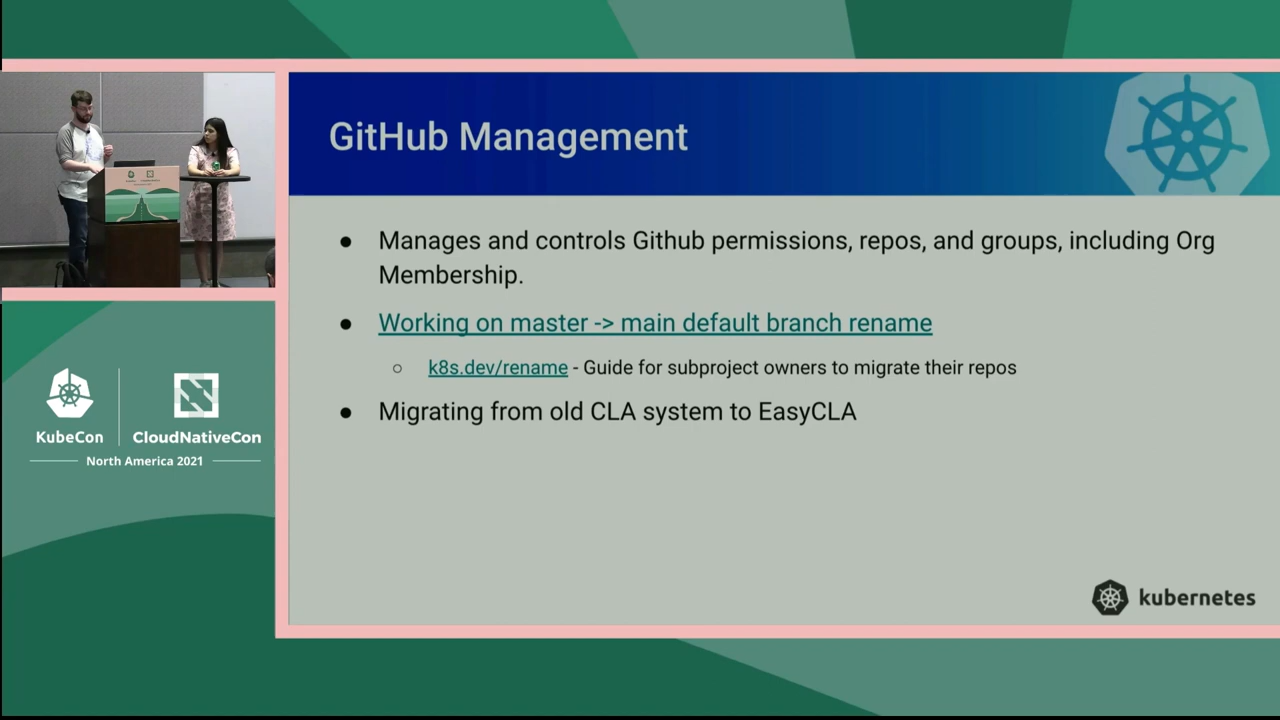 GitHub Management
● Manages and controls Github permissions, repos, and groups, including Org
Membership.
● Working on master -> main default branch rename
○ k8s.dev/rename - Guide for subproject owners to migrate their repos
● Migrating from old CLA system to EasyCLA
KubeCon
CloudNativeCon
North America 2021
kubernetes